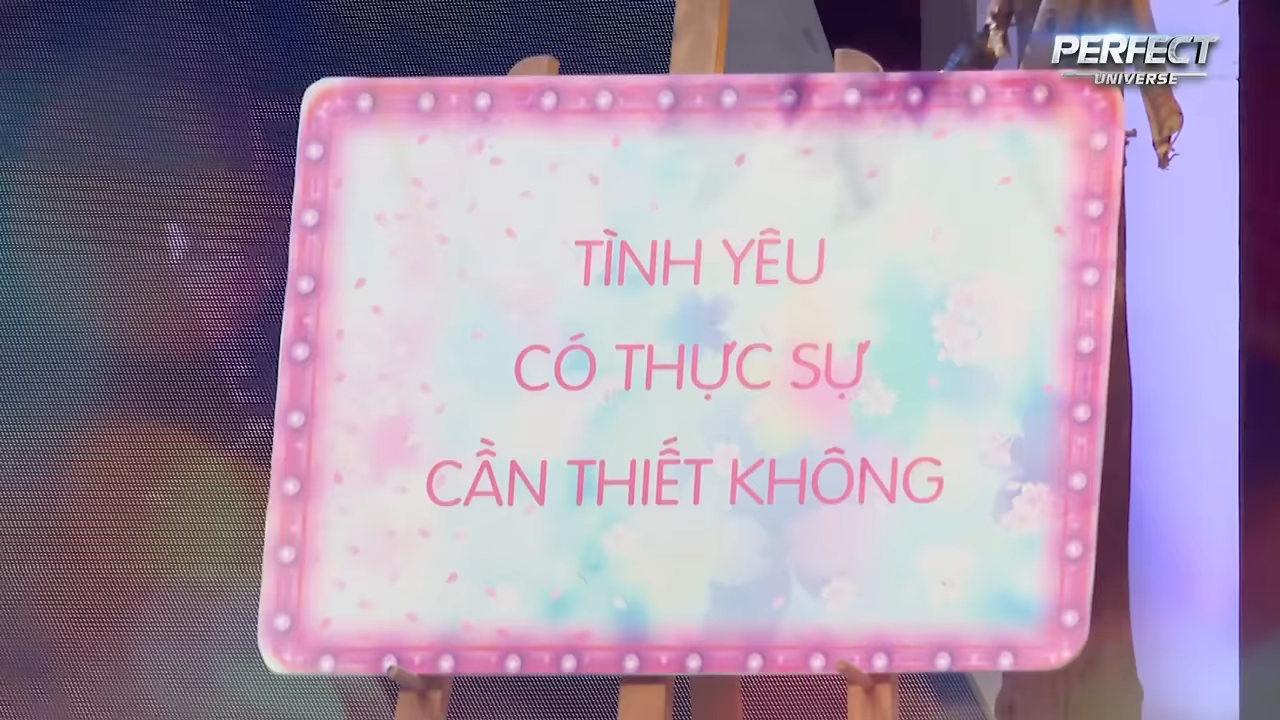 PERFECT
UNIVERSE
TÌNH YÊU
CÓ THỰC SỰ
CẦN THIẾT KHÔNG